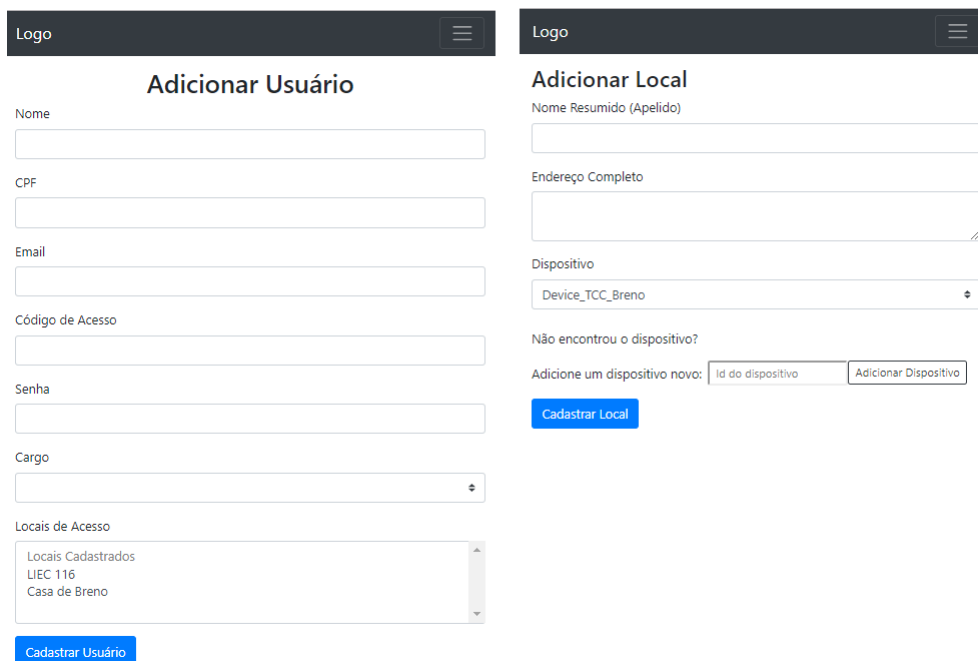 Logo
Adicionar Usuário
Nome
CPF
Email
Código de Acesso
Senha
Cargo
Locais de Acesso
Locais Cadastrados
LIEC 116
Casa de Breno
Cadastrar Usuário
Logo
Adicionar Local
Nome Resumido (Apelido)
Endereço Completo
Dispositivo
Device_TCC_Breno
Não encontrou o dispositivo?
Adicione um dispositivo novo: Id do dispositivo Adicionar Dispositivo
Cadastrar Local